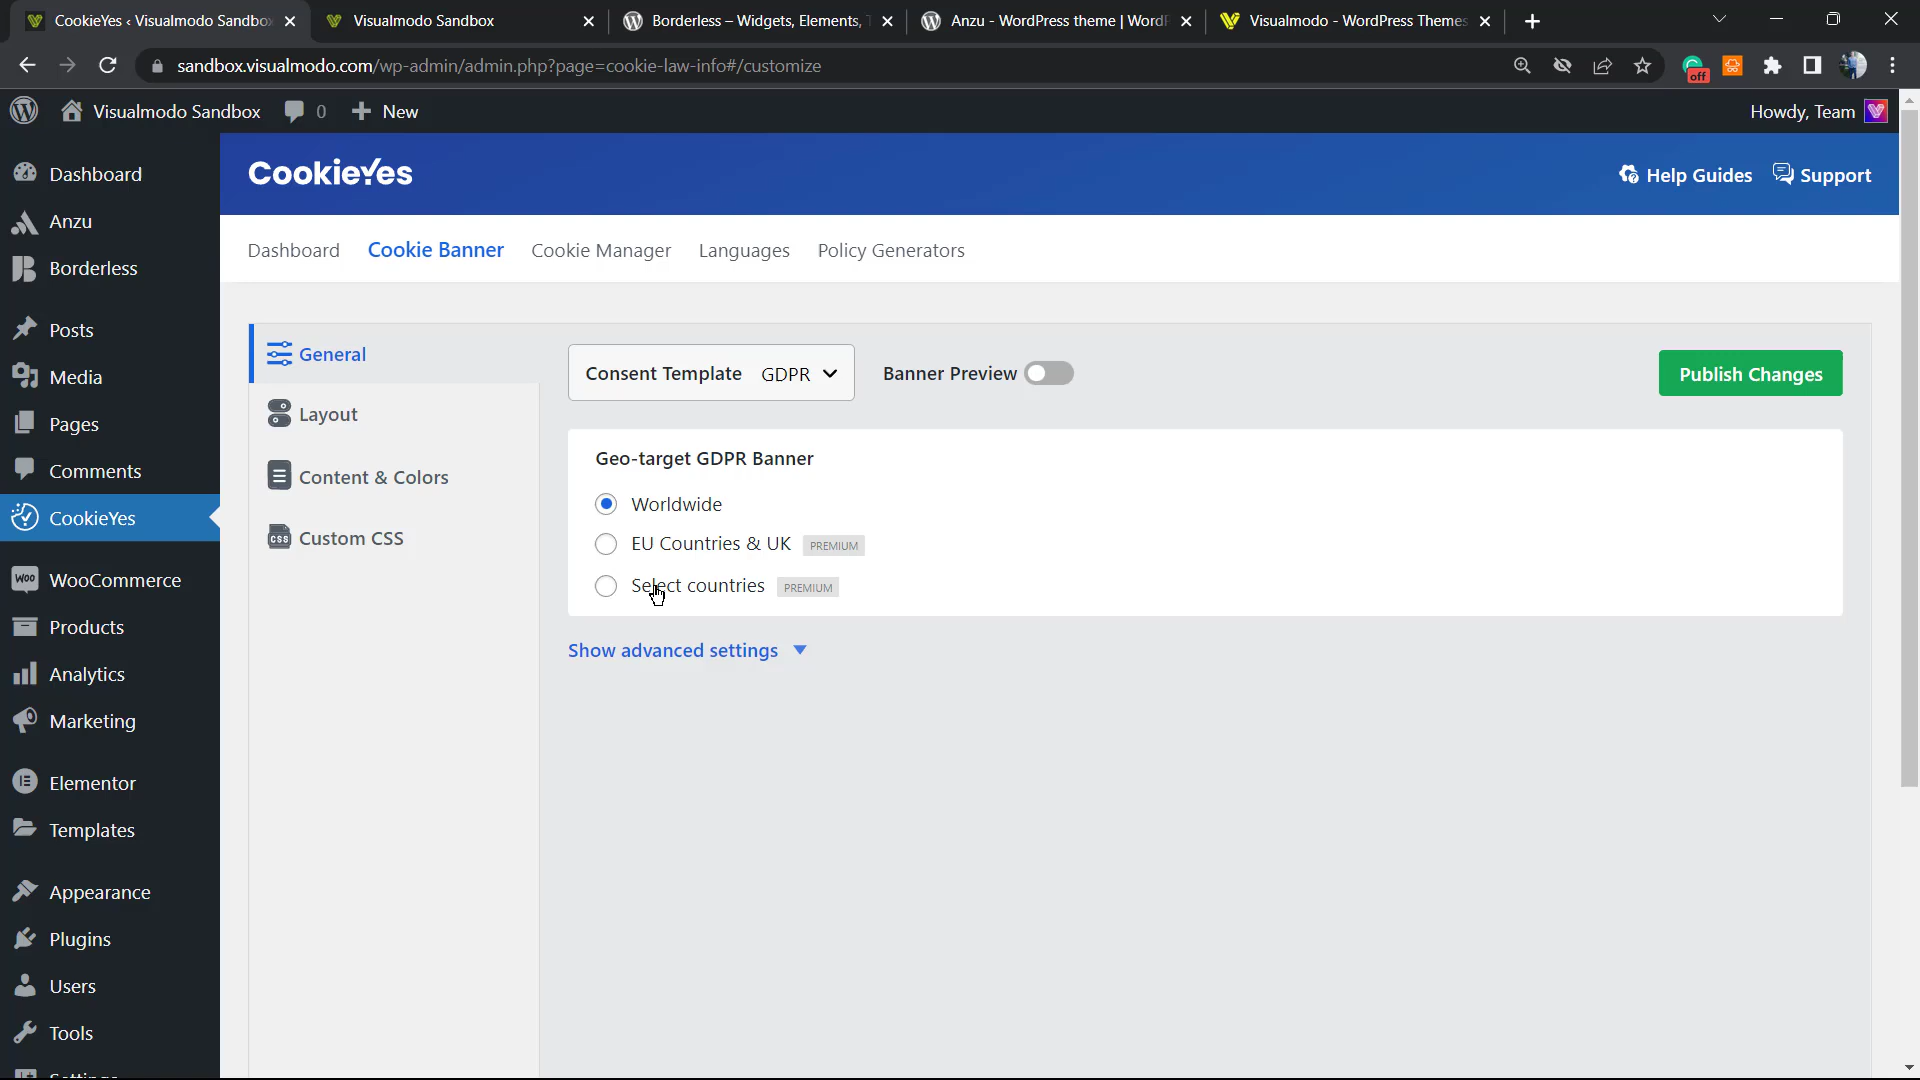 CookieYes ‹ Visualmodo Sandbo
Visualmodo Sandbox
Borderless – Widgets, Elements,
Anzu - WordPress theme | Word
Visualmodo - WordPress Themes
sandbox.visualmodo.com/wp-admin/admin.php?page=cookie-law-info#/customize
off
Visualmodo Sandbox
0
New
Howdy, Team
Dashboard
Anzu
Borderless
Posts
Media
Pages
Comments
CookieYes
WooCommerce
Products
Analytics
Marketing
Elementor
Templates
Appearance
Plugins
Users
Tools
CookieYes
Help Guides
Support
Dashboard
Cookie Banner
Cookie Manager
Languages
Policy Generators
General
Layout
Content & Colors
CSS
Custom CSS
Consent Template GDPR
Banner Preview
Publish Changes
Geo-target GDPR Banner
Worldwide
EU Countries & UK PREMIUM
Select countries PREMIUM
Show advanced settings